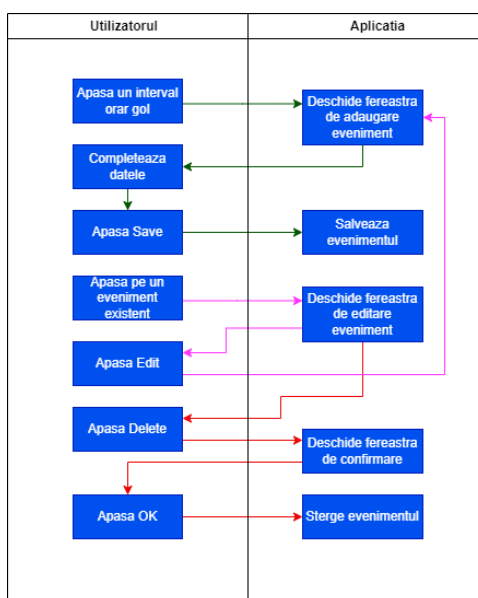 Utilizatorul
Aplicatia
Apasa un interval
orar gol
Deschide fereastra
de adaugare
eveniment
Completeaza
datele
Apasa Save
Salveaza
evenimentul
Apasa pe un
eveniment
existent
Deschide fereastra
de editare
eveniment
Apasa Edit
Apasa Delete
Deschide fereastra
de confirmare
Apasa OK
Sterge evenimentul